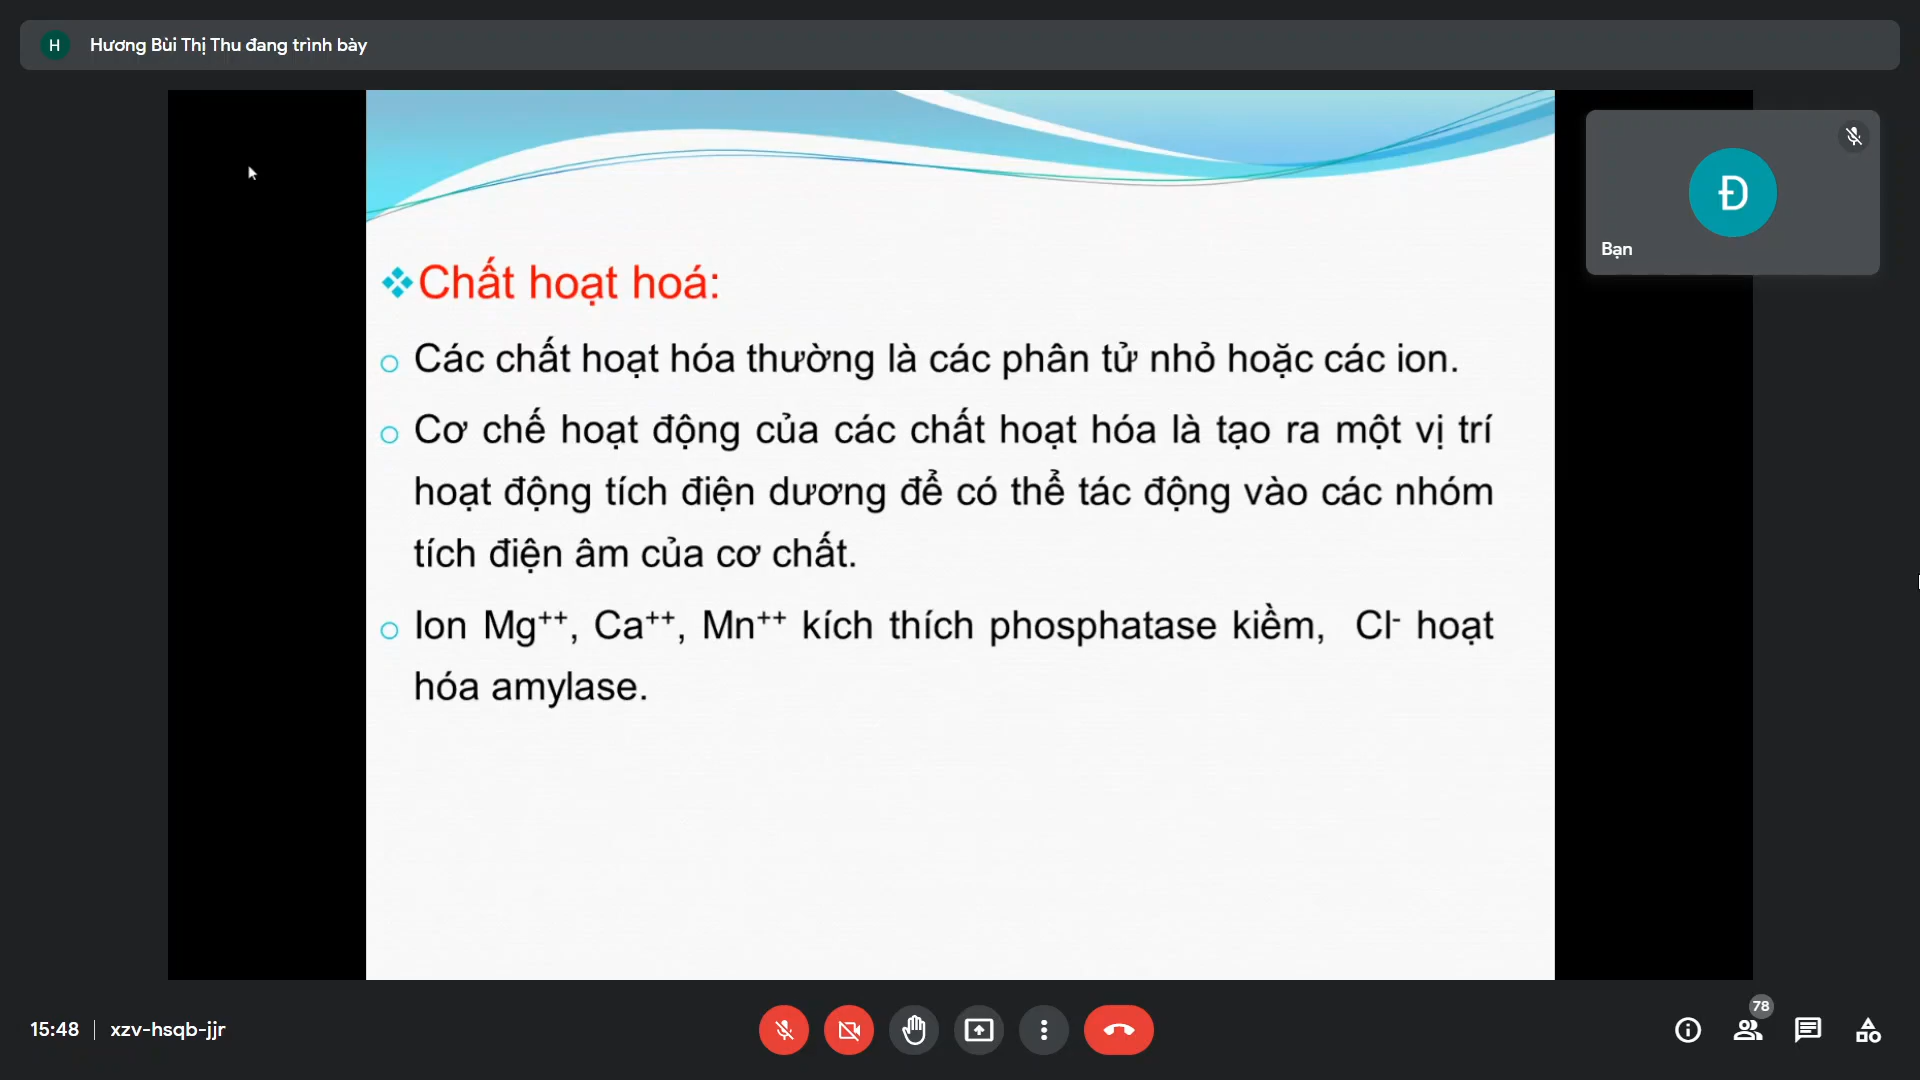 H
Hương Bùi Thị Thu đang trình bày
Đ
Bạn
Chất hoạt hoá:
Các chất hoạt hóa thường là các phân tử nhỏ hoặc các ion.
Cơ chế hoạt động của các chất hoạt hóa là tạo ra một vị trí
hoạt động tích điện dương để có thể tác động vào các nhóm
tích điện âm của cơ chất.
Ion Mg⁺⁺, Ca⁺⁺, Mn⁺⁺ kích thích phosphatase kiềm, Cl⁻ hoạt
hóa amylase.
15:48 | xzv-hsqb-jjr
78